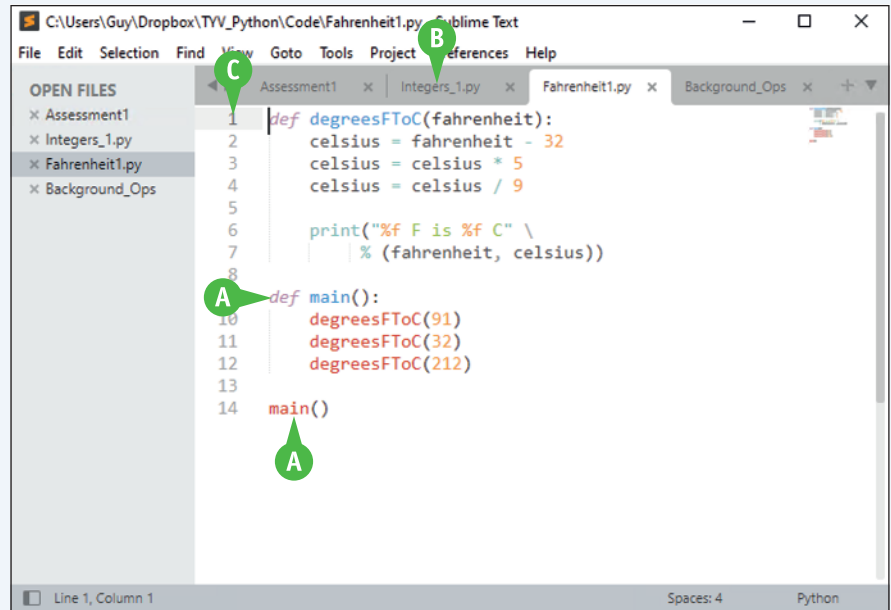 C:\Users\Guy\Dropbox\TYV_Python\Code\Fahrenheit1.py - Sublime Text
File Edit Selection Find View Goto Tools Project Preferences Help
B
C
OPEN FILES
Assessment1
Integers_1.py
Fahrenheit1.py
Background_Ops
Assessment1 Integers_1.py Fahrenheit1.py Background_Ops
1 def degreesFToC(fahrenheit):
2 celsius = fahrenheit - 32
3 celsius = celsius * 5
4 celsius = celsius / 9
5
6 print("%f F is %f C" \
7 % (fahrenheit, celsius))
8
A def main():
10 degreesFToC(91)
11 degreesFToC(32)
12 degreesFToC(212)
13
14 main()
A
Line 1, Column 1 Spaces: 4 Python